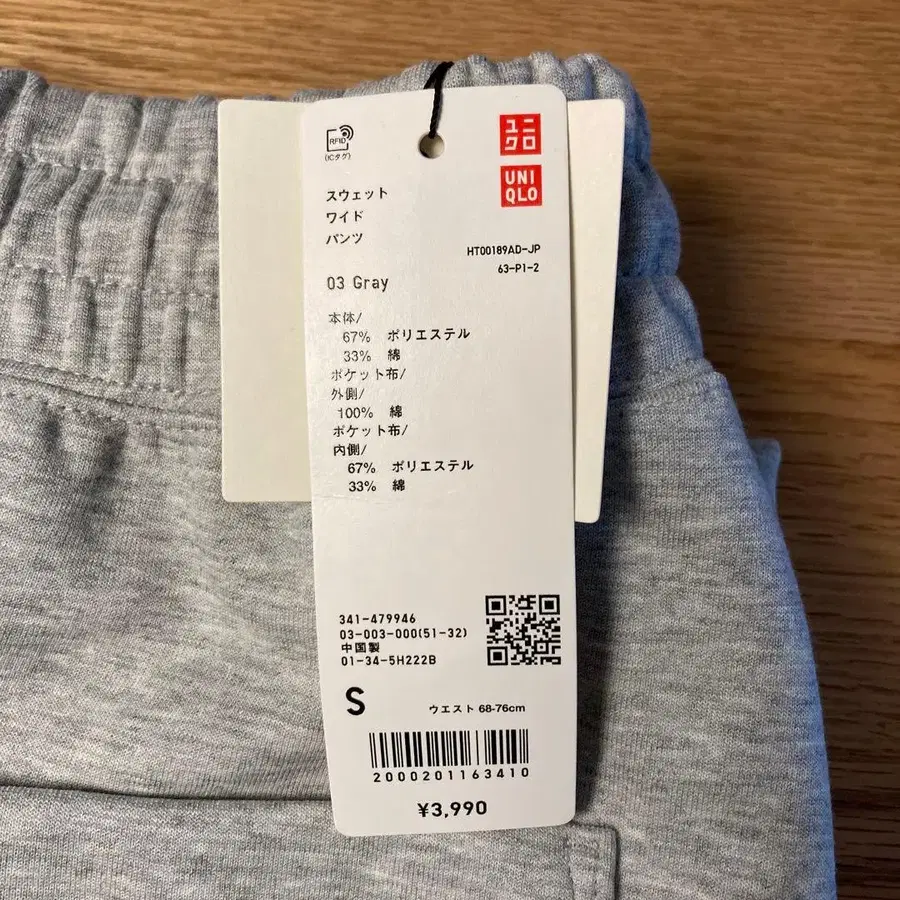 RFID
(ICタグ)
ユニ
クロ
UNI
QLO
スウェット
ワイド
パンツ
HT00189AD-JP
63-P1-2
03 Gray
本体/
67% ポリエステル
33% 綿
ポケット布/
外側/
100% 綿
ポケット布/
内側/
67% ポリエステル
33% 綿
341-479946
03-003-000(51-32)
中国製
01-34-5H222B
S ウエスト 68-76cm
2000201163410
¥3,990